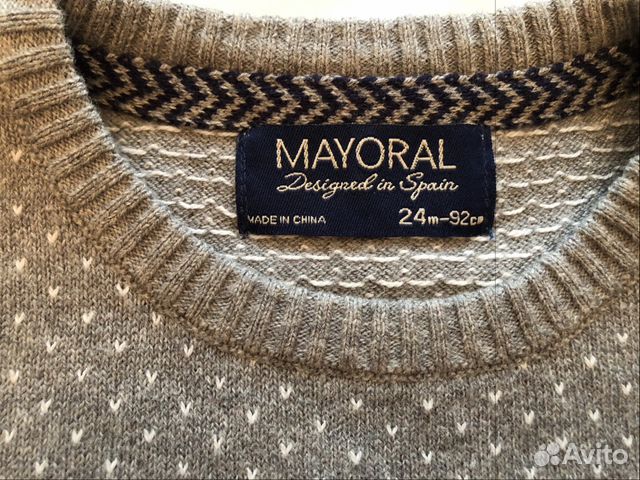 MAYORAL
Designed in Spain
MADE IN CHINA 24m-92cm
Avito